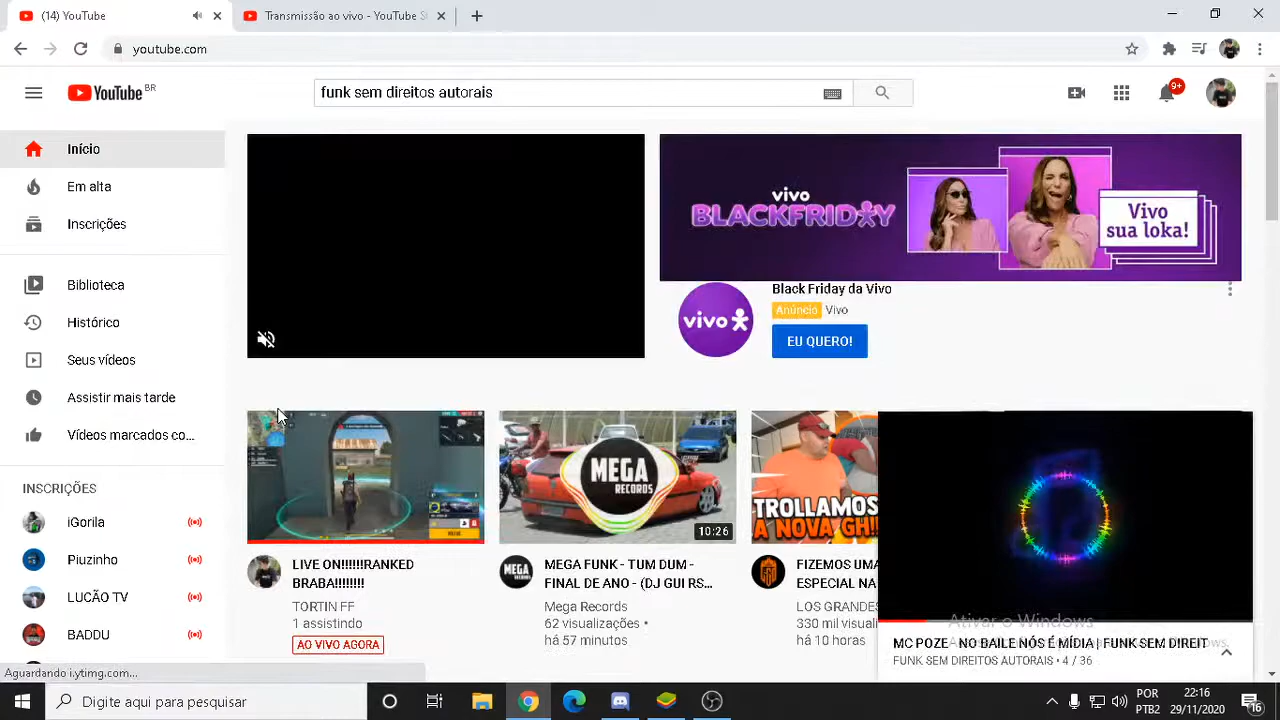 (14) YouTube
Transmissão ao vivo - YouTube S
youtube.com
YouTube BR
funk sem direitos autorais
9+
Início
Em alta
Inscrições
Biblioteca
Histórico
Seus vídeos
Assistir mais tarde
Vídeos marcados co...
INSCRIÇÕES
iGorila
Piuzinho
LUCÃO TV
BADDU
vivo
BLACKFRIDAY
Vivo
sua loka!
vivo
Black Friday da Vivo
Anúncio Vivo
EU QUERO!
LIVE ON!!!!!!RANKED
BRABA!!!!!!!!
TORTIN FF
1 assistindo
AO VIVO AGORA
MEGA
RECORDS
10:26
MEGA
RECORDS
MEGA FUNK - TUM DUM -
FINAL DE ANO - (DJ GUI RS...
Mega Records
62 visualizações •
há 57 minutos
TROLLAMOS
A NOVA GH!!
FIZEMOS UMA
ESPECIAL NA
LOS GRANDES
330 mil visuali
há 10 horas
Ativar o Windows
MC POZE - NO BAILE NÓS É MÍDIA | FUNK SEM DIREIT
FUNK SEM DIREITOS AUTORAIS • 4 / 36
Aguardando i.ytimg.com...
Digite aqui para pesquisar
POR
PTB2
22:16
29/11/2020
16